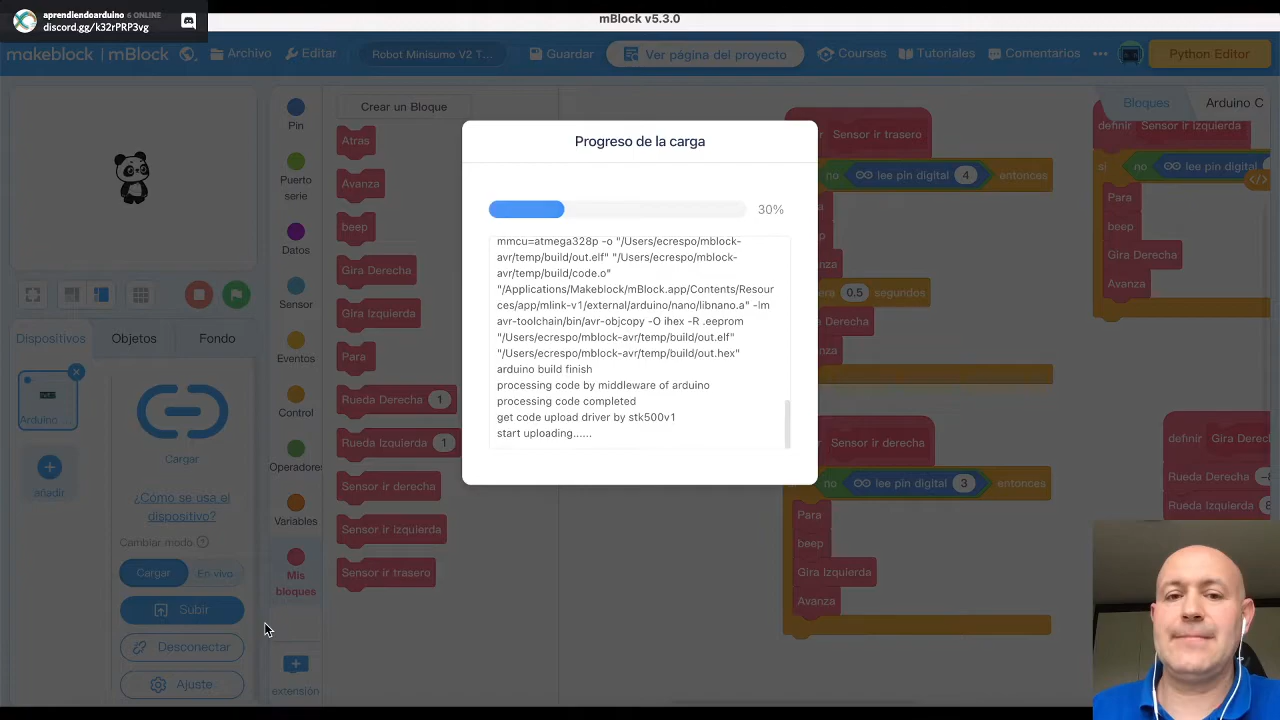 aprendiendoarduino 6 ONLINE
discord.gg/k32rPRP3vg
mBlock v5.3.0
makeblock | mBlock
Archivo
Editar
Robot Minisumo V2 T...
Guardar
Ver página del proyecto
Courses
Tutoriales
Comentarios
Python Editor
Crear un Bloque
Bloques
Arduino C
Pin
Puerto
serie
Datos
Sensor
Eventos
Control
Operadores
Variables
Mis
bloques
extensión
Atras
Avanza
beep
Gira Derecha
Gira Izquierda
Para
Rueda Derecha 1
Rueda Izquierda 1
Sensor ir derecha
Sensor ir izquierda
Sensor ir trasero
Dispositivos
Objetos
Fondo
Arduino ...
añadir
Cargar
¿Cómo se usa el
dispositivo?
Cambiar modo
Cargar
En vivo
Subir
Desconectar
Ajuste
Progreso de la carga
30%
mmcu=atmega328p -o "/Users/ecrespo/mblock-
avr/temp/build/out.elf" "/Users/ecrespo/mblock-
avr/temp/build/code.o"
"/Applications/Makeblock/mBlock.app/Contents/Resour
ces/app/mlink-v1/external/arduino/nano/libnano.a" -lm
avr-toolchain/bin/avr-objcopy -O ihex -R .eeprom
"/Users/ecrespo/mblock-avr/temp/build/out.elf"
"/Users/ecrespo/mblock-avr/temp/build/out.hex"
arduino build finish
processing code by middleware of arduino
processing code completed
get code upload driver by stk500v1
start uploading......
Sensor ir trasero
no lee pin digital 4 entonces
0.5 segundos
Sensor ir derecha
no lee pin digital 3 entonces
Para
beep
Gira Izquierda
Avanza
definir Sensor ir izquierda
si no lee pin digital
Para
beep
Gira Derecha
Avanza
definir Gira Derec
Rueda Derecha
Rueda Izquierda